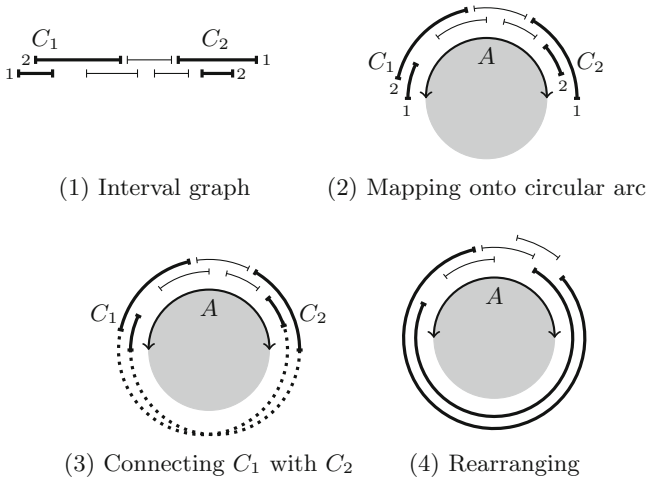 C₁ C₂
2 1
1 2
(1) Interval graph
A
C₁ C₂
2 2
1 1
(2) Mapping onto circular arc
A
C₁ C₂
(3) Connecting C₁ with C₂
A
(4) Rearranging